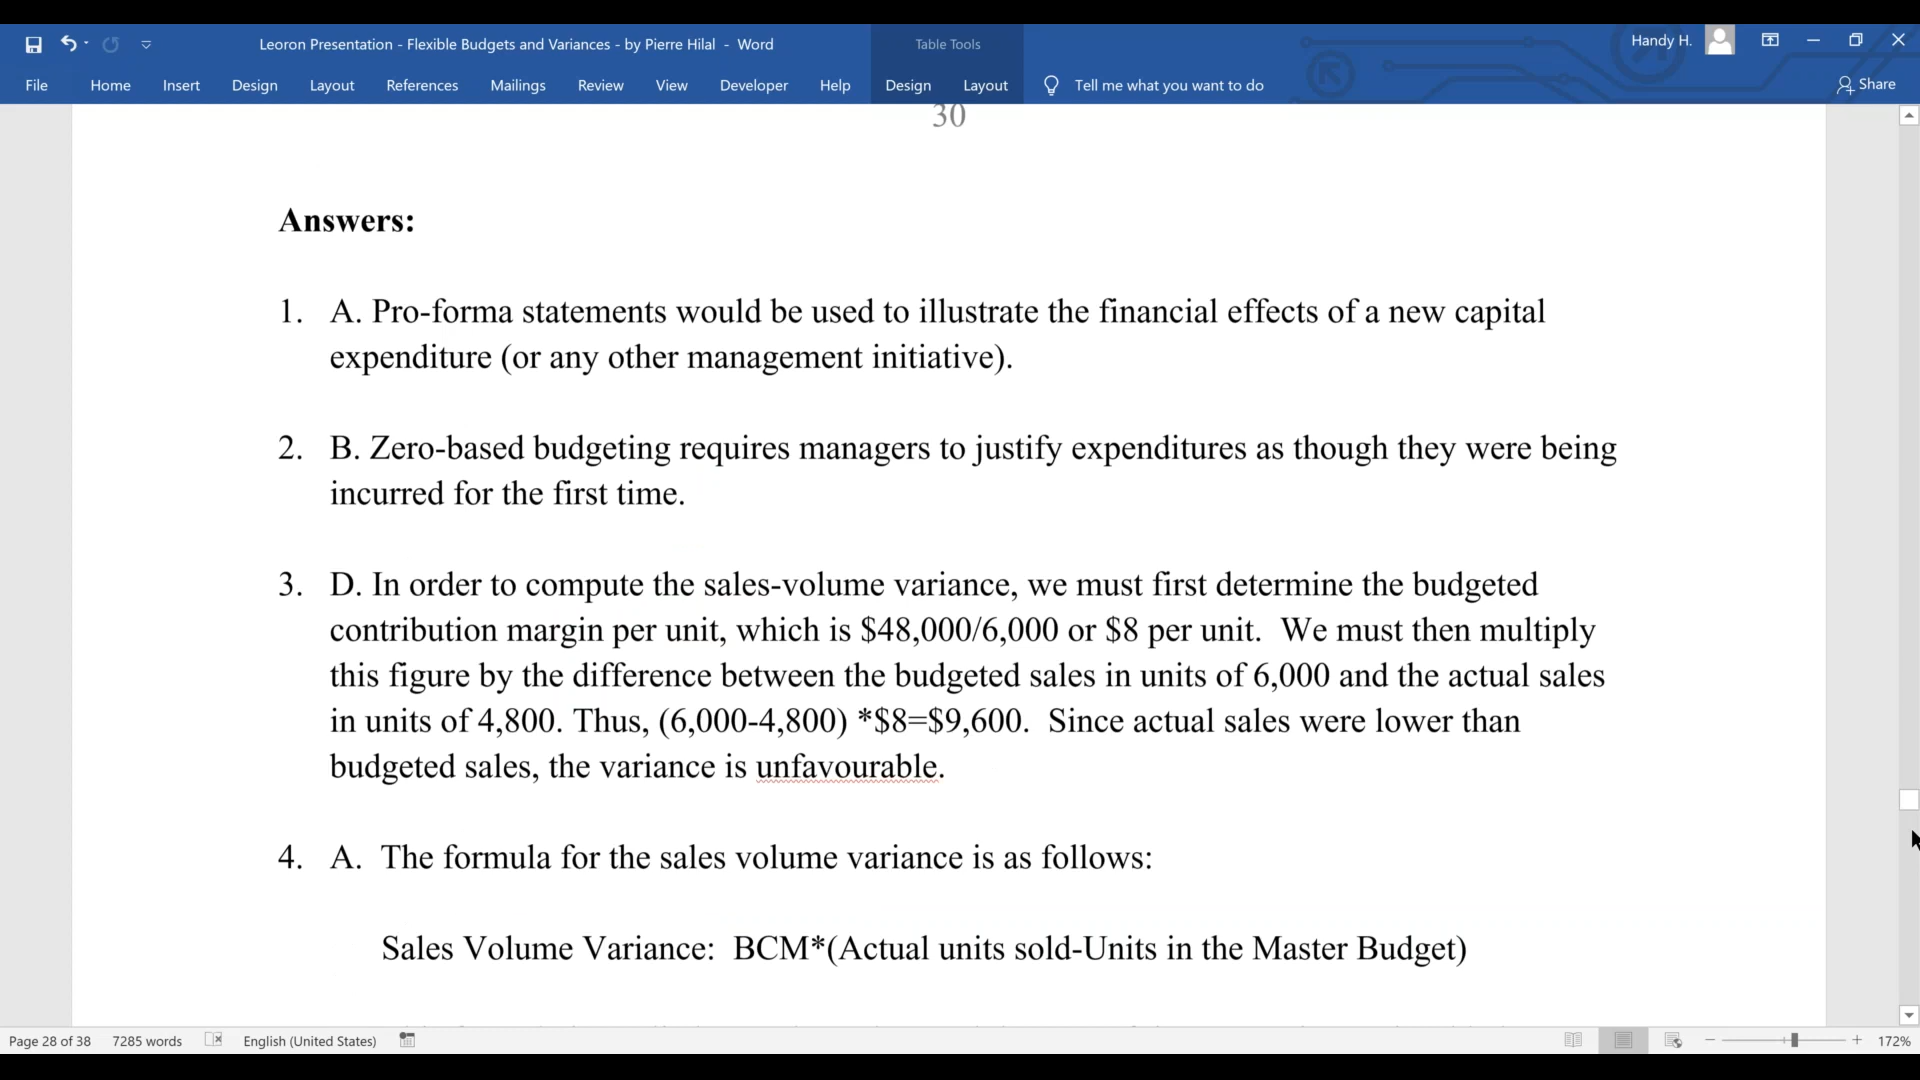 Leoron Presentation - Flexible Budgets and Variances - by Pierre Hilal - Word
Table Tools
Handy H.
File Home Insert Design Layout References Mailings Review View Developer Help Design Layout Tell me what you want to do Share
30
Answers:
1. A. Pro-forma statements would be used to illustrate the financial effects of a new capital
expenditure (or any other management initiative).
2. B. Zero-based budgeting requires managers to justify expenditures as though they were being
incurred for the first time.
3. D. In order to compute the sales-volume variance, we must first determine the budgeted
contribution margin per unit, which is $48,000/6,000 or $8 per unit. We must then multiply
this figure by the difference between the budgeted sales in units of 6,000 and the actual sales
in units of 4,800. Thus, (6,000-4,800) *$8=$9,600. Since actual sales were lower than
budgeted sales, the variance is unfavourable.
4. A. The formula for the sales volume variance is as follows:
Sales Volume Variance: BCM*(Actual units sold-Units in the Master Budget)
Page 28 of 38 7285 words English (United States) 172%